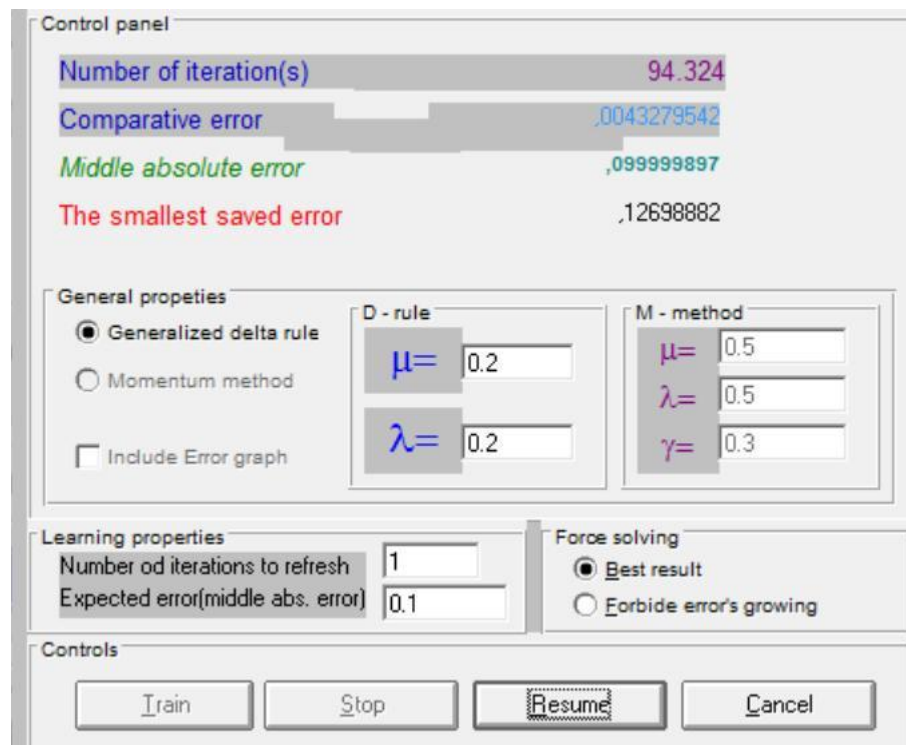 Control panel
Number of iteration(s) 94.324
Comparative error ,0043279542
Middle absolute error ,099999897
The smallest saved error ,12698882
General propeties
Generalized delta rule
Momentum method
Include Error graph
D - rule
μ= 0.2
λ= 0.2
M - method
μ= 0.5
λ= 0.5
γ= 0.3
Learning properties
Number od iterations to refresh 1
Expected error(middle abs. error) 0.1
Force solving
Best result
Forbide error's growing
Controls
Train Stop Resume Cancel